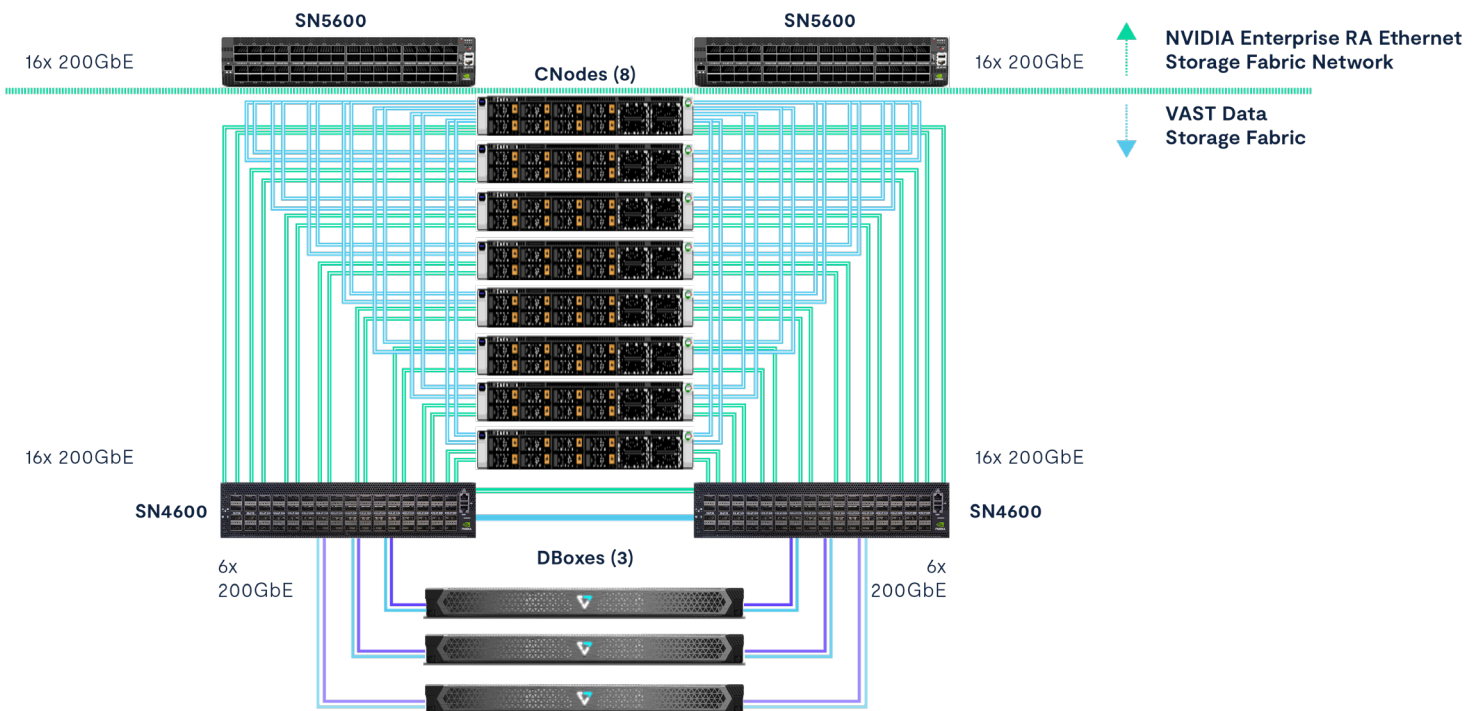 SN5600
SN5600
16x 200GbE
16x 200GbE
NVIDIA Enterprise RA Ethernet
Storage Fabric Network
CNodes (8)
VAST Data
Storage Fabric
16x 200GbE
16x 200GbE
SN4600
SN4600
DBoxes (3)
6x
200GbE
6x
200GbE